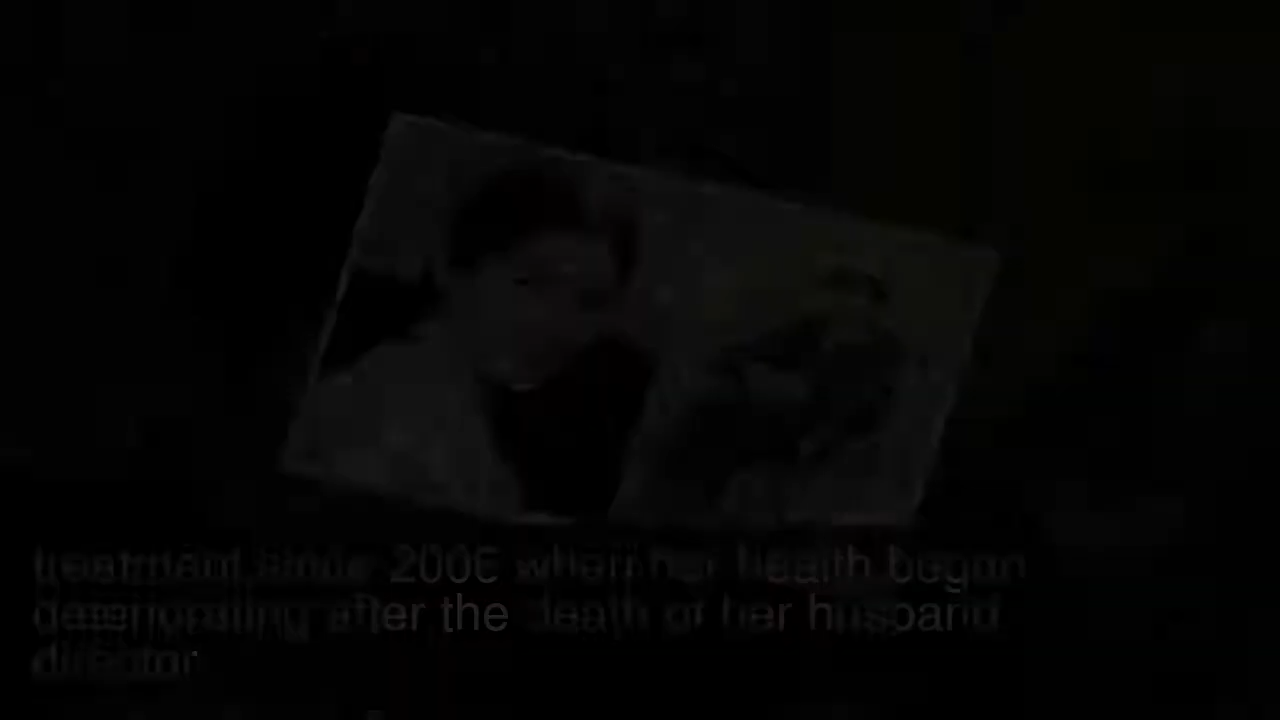 treatment since 2006 when her health began
deteriorating after the death of her husband
director